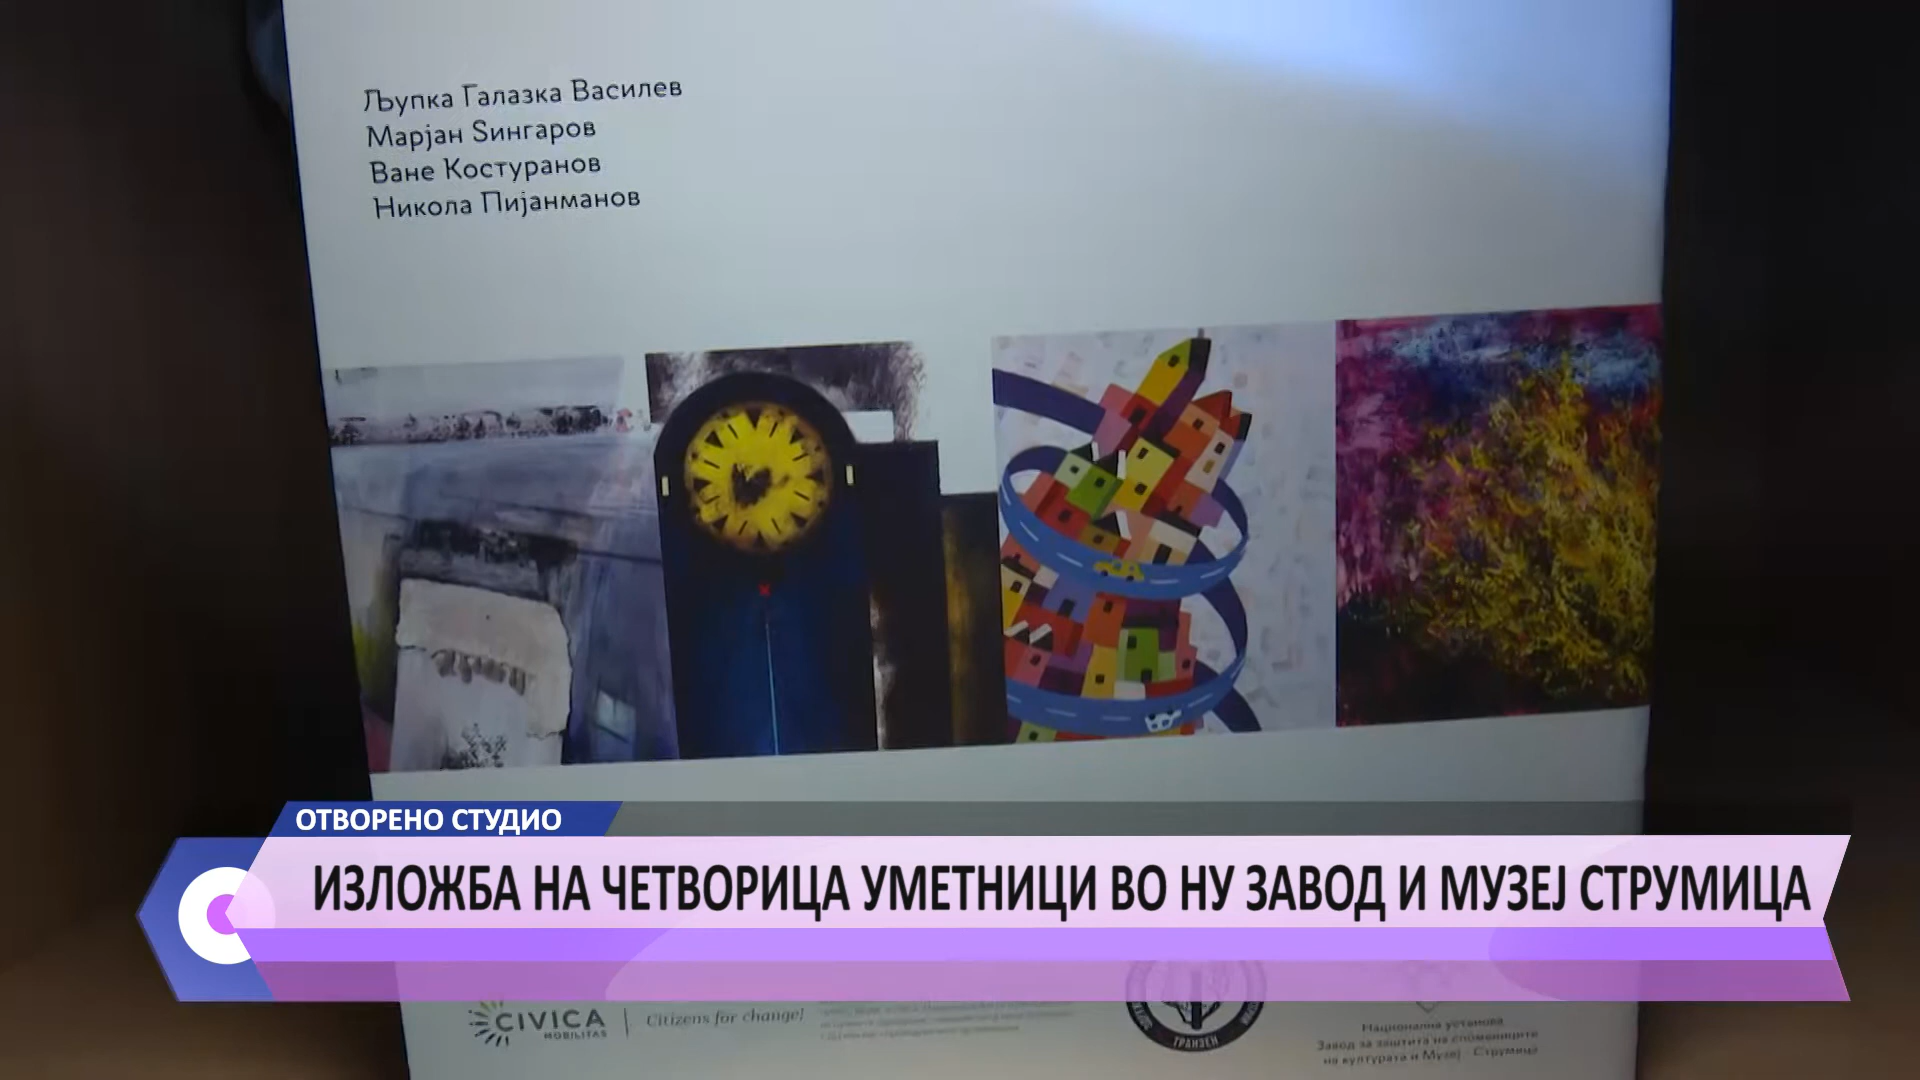 Љупка Галазка Василев
Марјан Ѕингаров
Ване Костуранов
Никола Пијанманов
ОТВОРЕНО СТУДИО
ИЗЛОЖБА НА ЧЕТВОРИЦА УМЕТНИЦИ ВО НУ ЗАВОД И МУЗЕЈ СТРУМИЦА
CIVICA
MOBILITAS
Citizens for change!
ТРАНЗЕН
Национална установа
Завод за заштита на спомениците
на културата и Музеј - Струмица